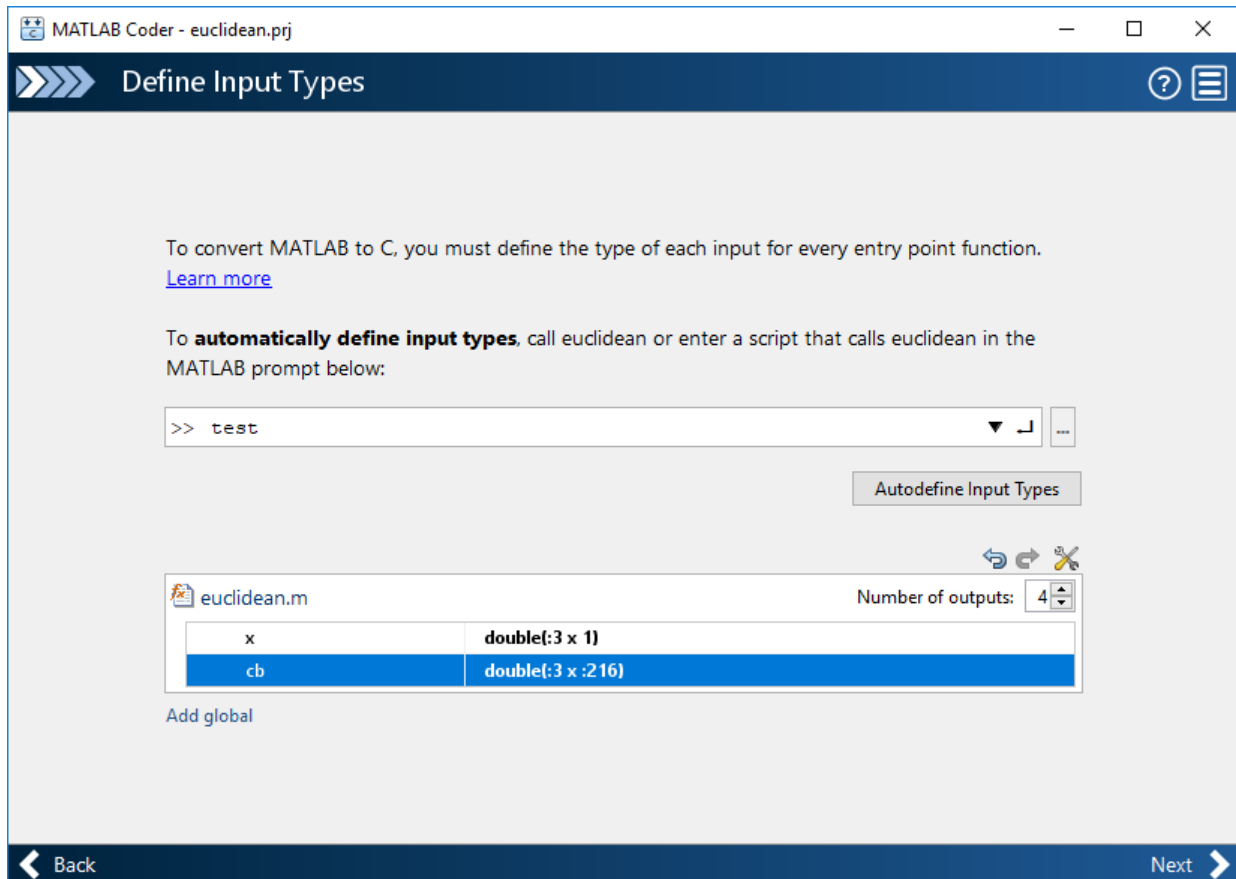 MATLAB Coder - euclidean.prj
Define Input Types
To convert MATLAB to C, you must define the type of each input for every entry point function.
Learn more
To automatically define input types, call euclidean or enter a script that calls euclidean in the
MATLAB prompt below:
>> test
...
Autodefine Input Types
euclidean.m Number of outputs: 4
x double(:3 x 1)
cb double(:3 x :216)
Add global
Back Next